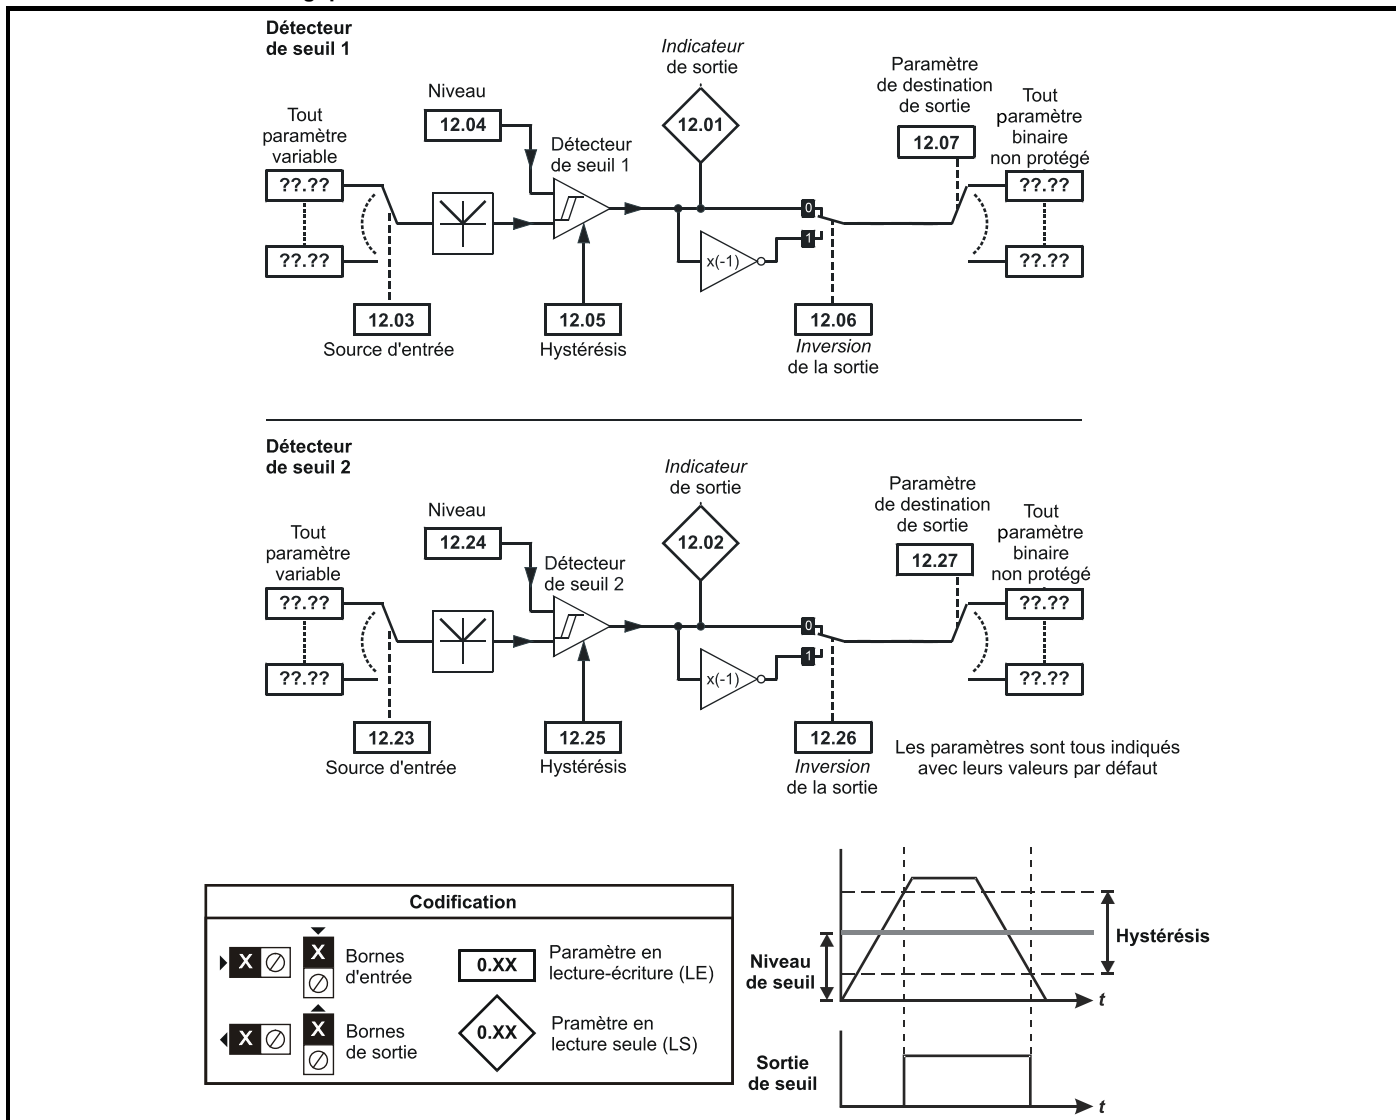 Détecteur
de seuil 1
Indicateur
de sortie
Paramètre
de destination
de sortie
Niveau
Tout
paramètre
variable
12.04
12.01
12.07
Tout
paramètre
binaire
non protégé
Détecteur
de seuil 1
??.??
??.??
0
1
x(-1)
??.??
??.??
12.03
12.05
12.06
Source d'entrée
Hystérésis
Inversion
de la sortie
Détecteur
de seuil 2
Indicateur
de sortie
Paramètre
de destination
de sortie
Niveau
Tout
paramètre
variable
12.24
12.02
12.27
Tout
paramètre
binaire
non protégé
Détecteur
de seuil 2
??.??
??.??
0
1
x(-1)
??.??
??.??
12.23
12.25
12.26
Source d'entrée
Hystérésis
Inversion
de la sortie
Les paramètres sont tous indiqués
avec leurs valeurs par défaut
Codification
X
X
Bornes
d'entrée
0.XX
Paramètre en
lecture-écriture (LE)
X
X
Bornes
de sortie
0.XX
Pramètre en
lecture seule (LS)
Hystérésis
Niveau
de seuil
t
Sortie
de seuil
t